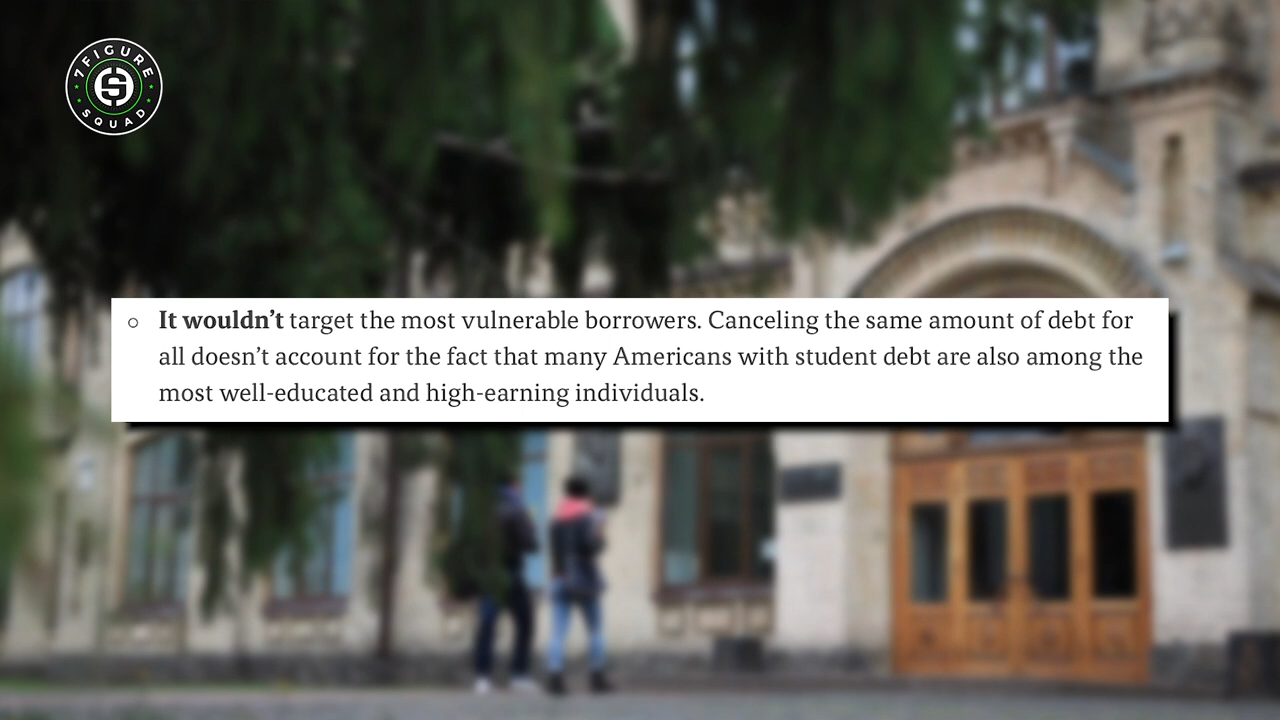 7FIGURE
SQUAD
○ It wouldn’t target the most vulnerable borrowers. Canceling the same amount of debt for
all doesn’t account for the fact that many Americans with student debt are also among the
most well-educated and high-earning individuals.